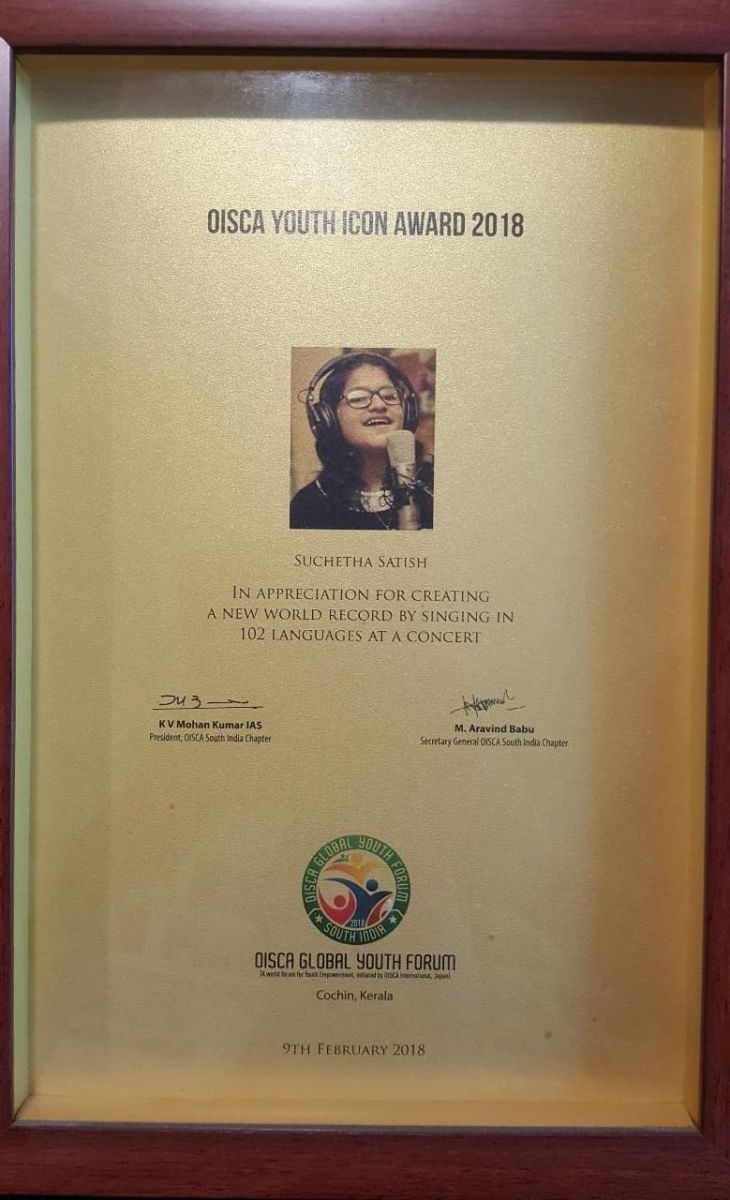 OISCA YOUTH ICON AWARD 2018
SUCHETHA SATISH
IN APPRECIATION FOR CREATING
A NEW WORLD RECORD BY SINGING IN
102 LANGUAGES AT A CONCERT
K V Mohan Kumar IAS
President, OISCA South India Chapter
M. Aravind Babu
Secretary General OISCA South India Chapter
OISCA GLOBAL YOUTH FORUM
2018
SOUTH INDIA
OISCA GLOBAL YOUTH FORUM
(A world forum for Youth Empowerment, initiated by OISCA International, Japan)
Cochin, Kerala
9TH FEBRUARY 2018